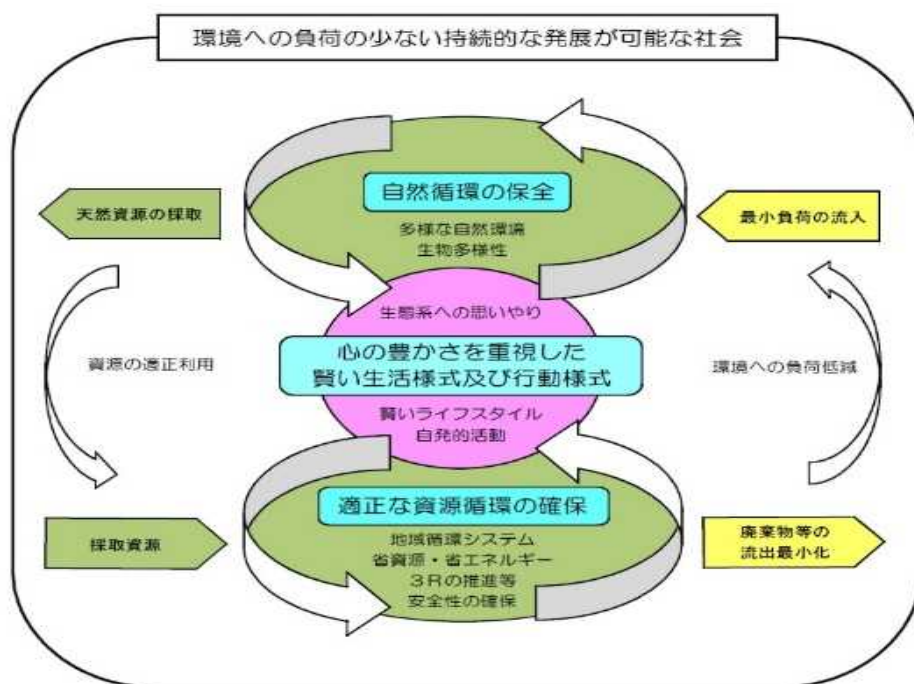 環境への負荷の少ない持続的な発展が可能な社会
自然循環の保全
多様な自然環境
生物多様性
天然資源の採取
最小負荷の流入
生態系への思いやり
心の豊かさを重視した
賢い生活様式及び行動様式
賢いライフスタイル
自発的活動
資源の適正利用
環境への負荷低減
適正な資源循環の確保
地域循環システム
省資源・省エネルギー
3Rの推進等
安全性の確保
採取資源
廃棄物等の
流出最小化